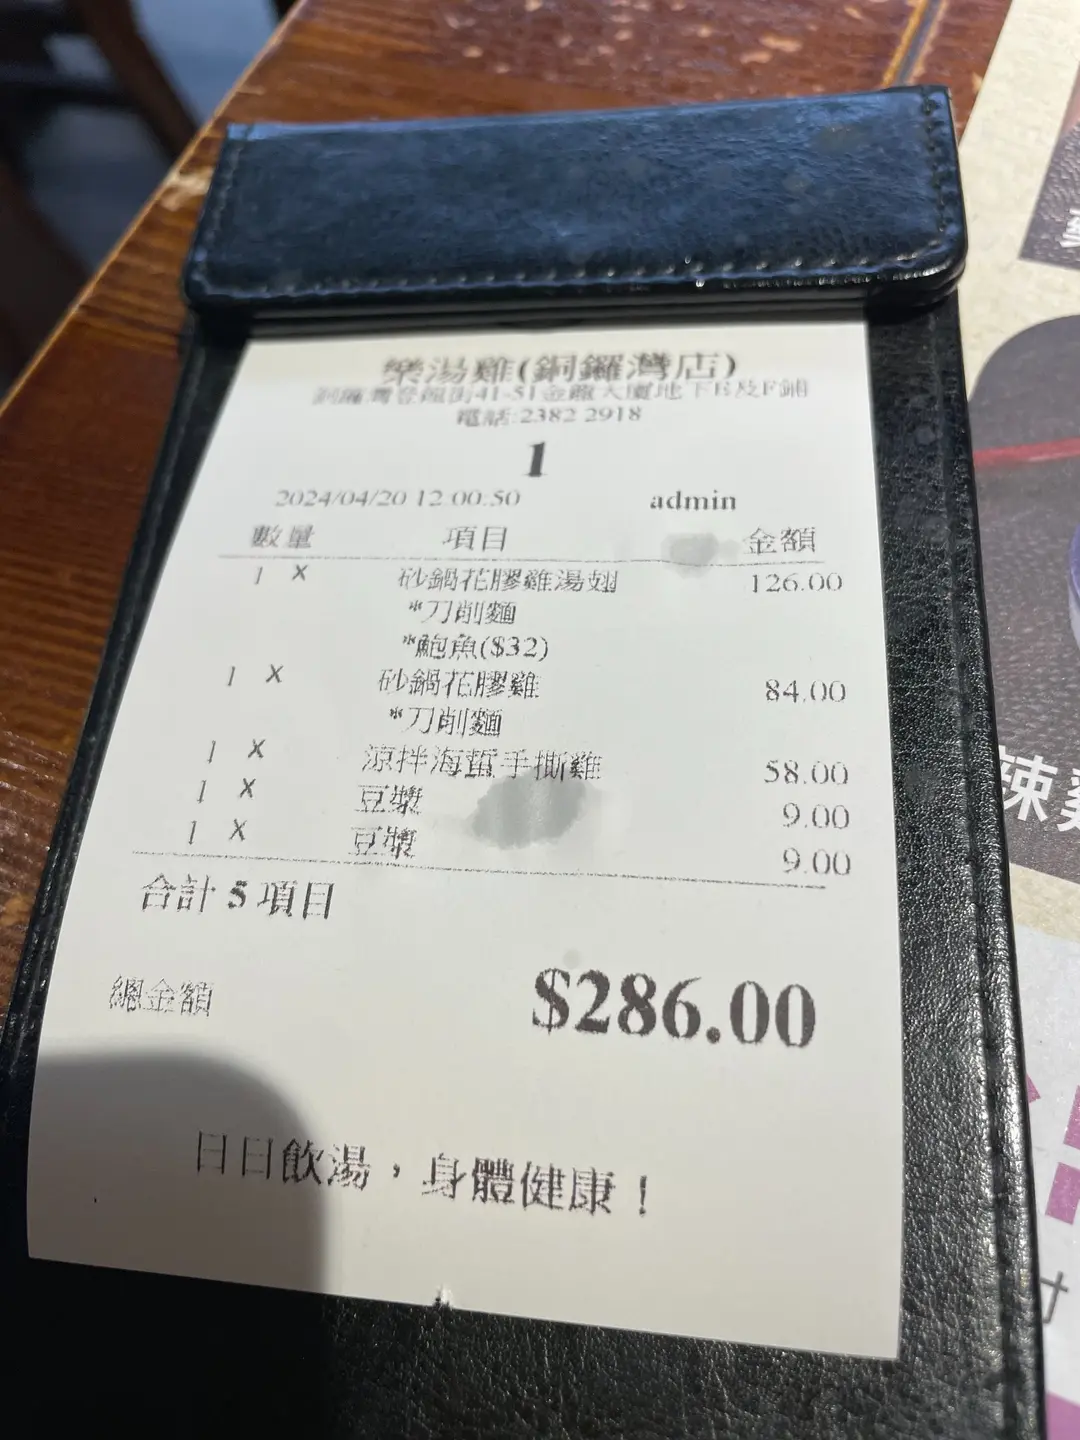 樂湯雞(銅鑼灣店)
銅鑼灣登龍街41-51金龍大廈地下E及F鋪
電話:2382 2918
1
2024/04/20 12:00:50 admin
數量 項目 金額
1 X 砂鍋花膠雞湯翅 126.00
*刀削麵
*鮑魚($32)
1 X 砂鍋花膠雞 84.00
*刀削麵
1 X 涼拌海蜇手撕雞 58.00
1 X 豆漿 9.00
1 X 豆漿 9.00
合計 5 項目
總金額 $286.00
日日飲湯，身體健康！
辣